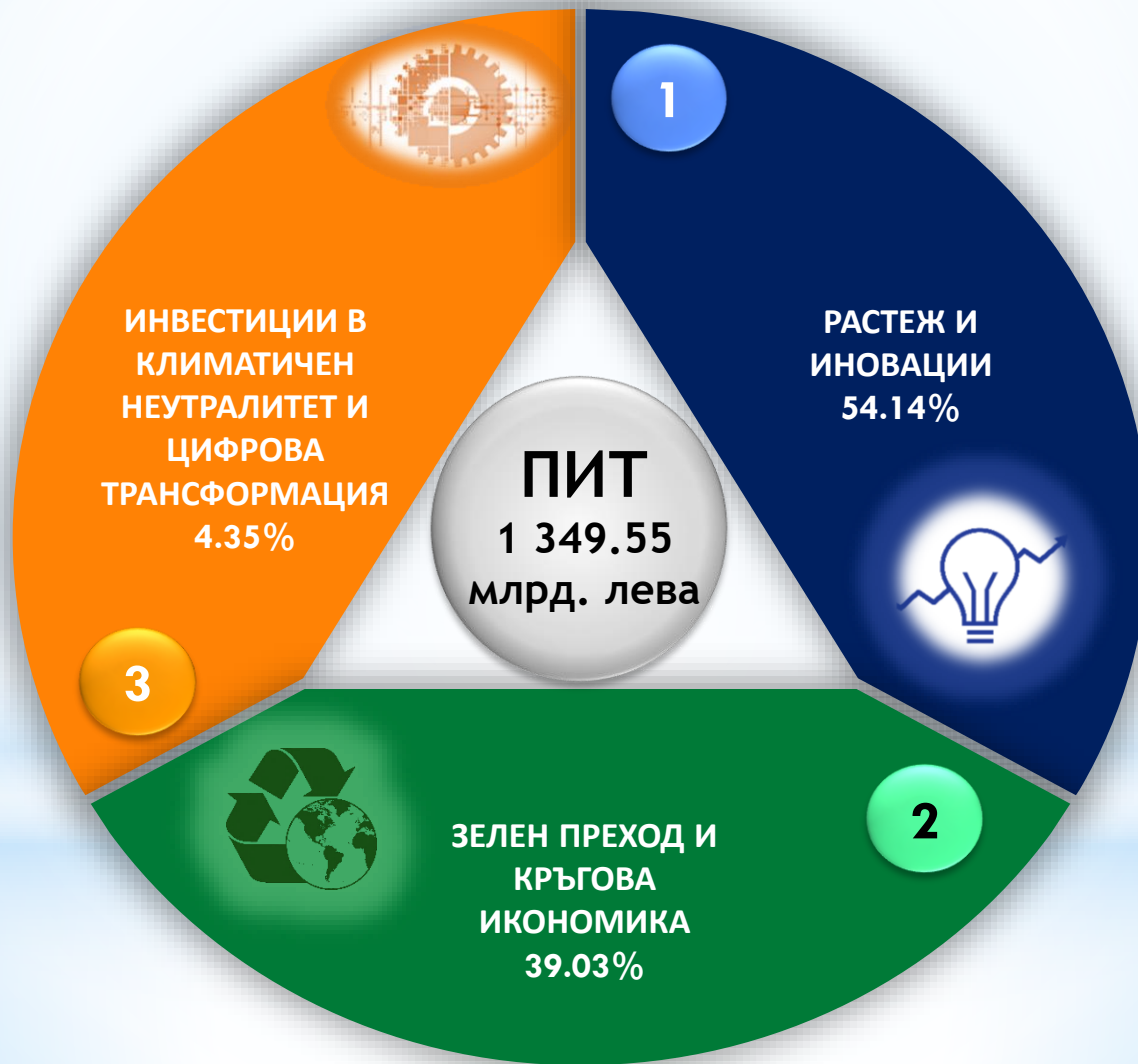 1
РАСТЕЖ И
ИНОВАЦИИ
54.14%
ИНВЕСТИЦИИ В
КЛИМАТИЧЕН
НЕУТРАЛИТЕТ И
ЦИФРОВА
ТРАНСФОРМАЦИЯ
4.35%
3
ПИТ
1 349.55
млрд. лева
2
ЗЕЛЕН ПРЕХОД И
КРЪГОВА
ИКОНОМИКА
39.03%